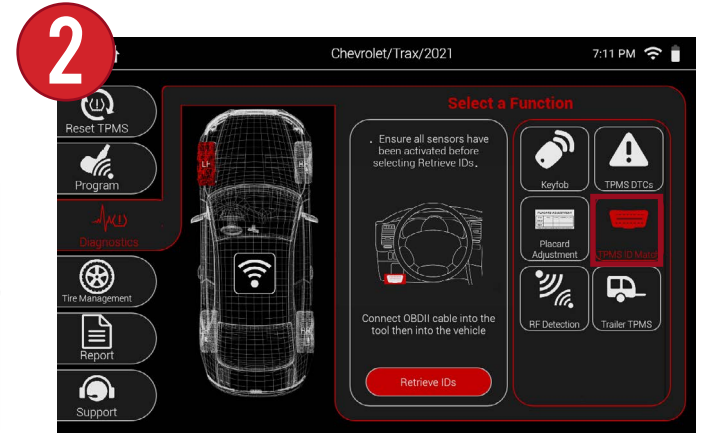 2
Chevrolet/Trax/2021
7:11 PM
Reset TPMS
Program
Diagnostics
Tire Management
Report
Support
LF
Select a Function
. Ensure all sensors have
been activated before
selecting Retrieve IDs.
Connect OBDII cable into the
tool then into the vehicle
Retrieve IDs
Keyfob
TPMS DTCs
Placard
Adjustment
TPMS ID Match
RF Detection
Trailer TPMS